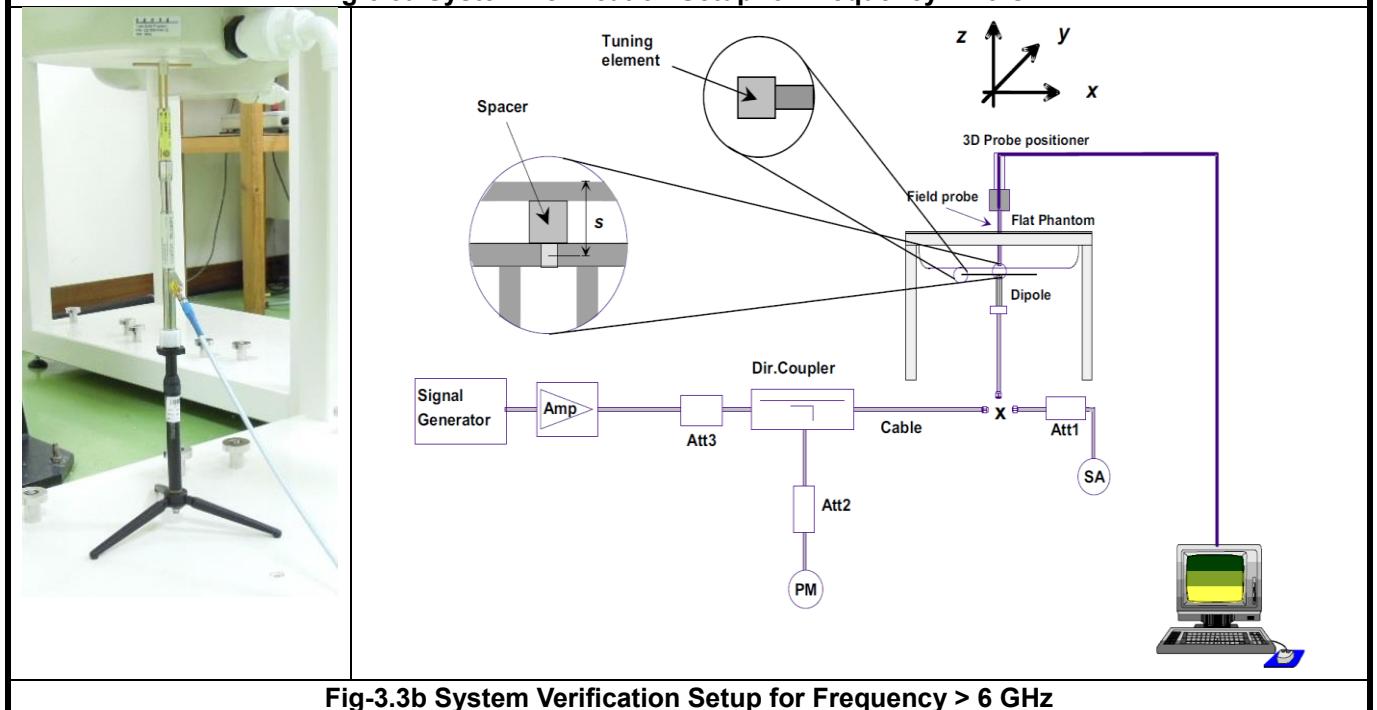 Tuning
element
z
y
x
Spacer
s
3D Probe positioner
Field probe
Flat Phantom
Dipole
Dir.Coupler
Signal
Generator
Amp
Att3
Cable
x
Att1
SA
Att2
PM
Fig-3.3b System Verification Setup for Frequency > 6 GHz